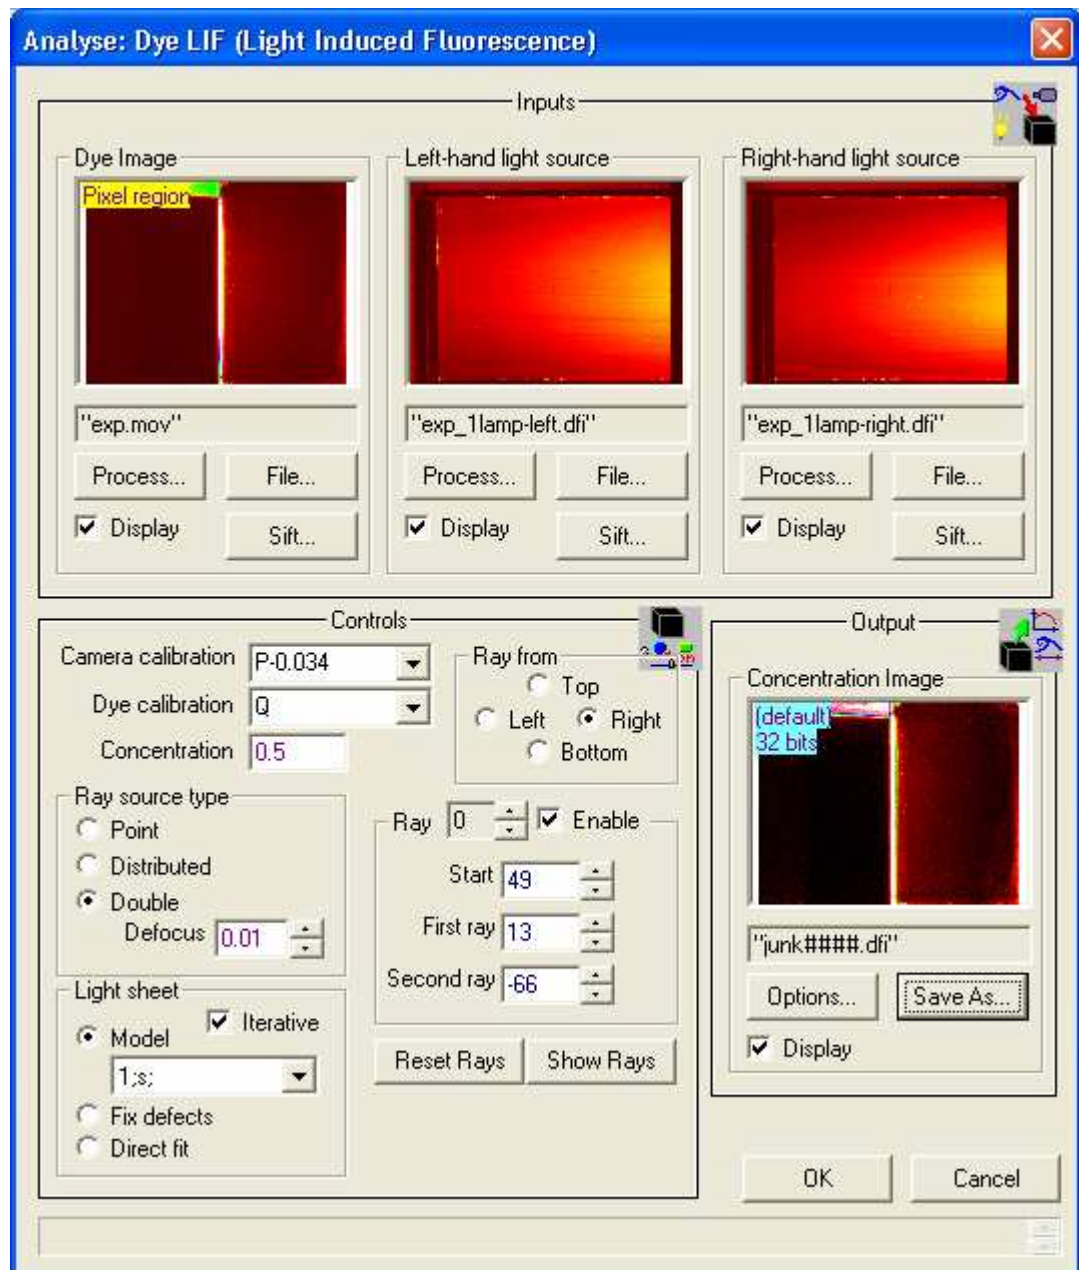 Analyse: Dye LIF (Light Induced Fluorescence)
Inputs
Dye Image
Pixel region
"exp.mov"
Process... File...
Display
Sift...
Left-hand light source
"exp_1lamp-left.dfi"
Process... File...
Display
Sift...
Right-hand light source
"exp_1lamp-right.dfi"
Process... File...
Display
Sift...
Controls
Camera calibration P-0.034
Dye calibration Q
Concentration 0.5
Ray from
Top
Left Right
Bottom
Ray source type
Point
Distributed
Double
Defocus 0.01
Ray 0 Enable
Start 49
First ray 13
Second ray -66
Light sheet
Iterative
Model
1;s;
Fix defects
Direct fit
Reset Rays Show Rays
Output
Concentration Image
(default)
32 bits
"junk####.dfi"
Options... Save As...
Display
OK Cancel